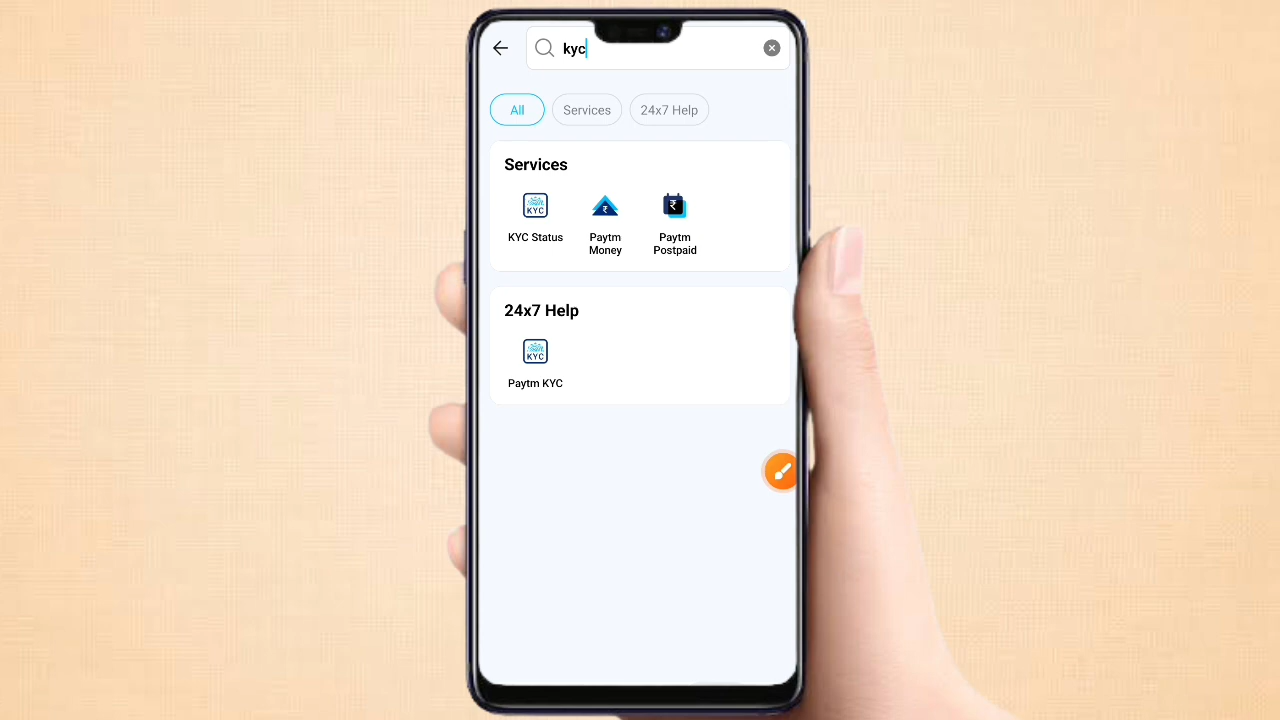 kyc
All Services 24x7 Help
Services
KYC KYC Status
₹ Paytm Money
₹ Paytm Postpaid
24x7 Help
KYC
Paytm KYC